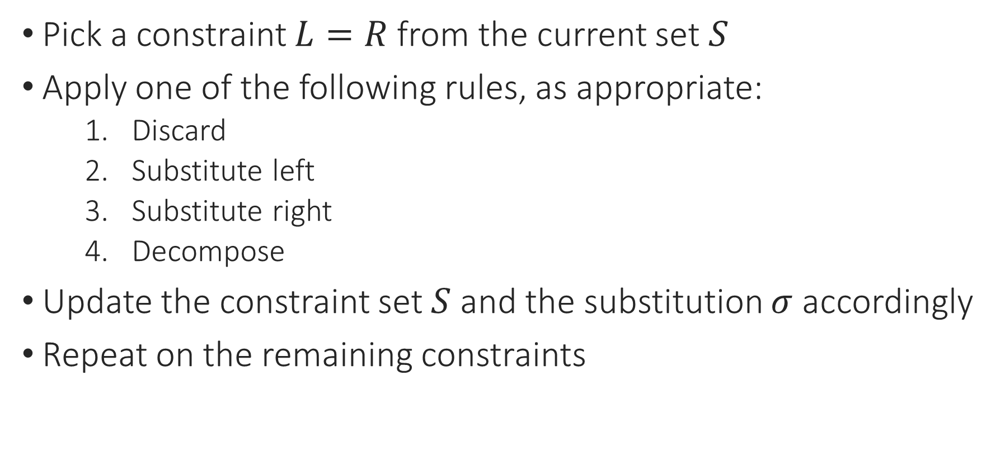 • Pick a constraint L = R from the current set S
• Apply one of the following rules, as appropriate:
1. Discard
2. Substitute left
3. Substitute right
4. Decompose
• Update the constraint set S and the substitution σ accordingly
• Repeat on the remaining constraints